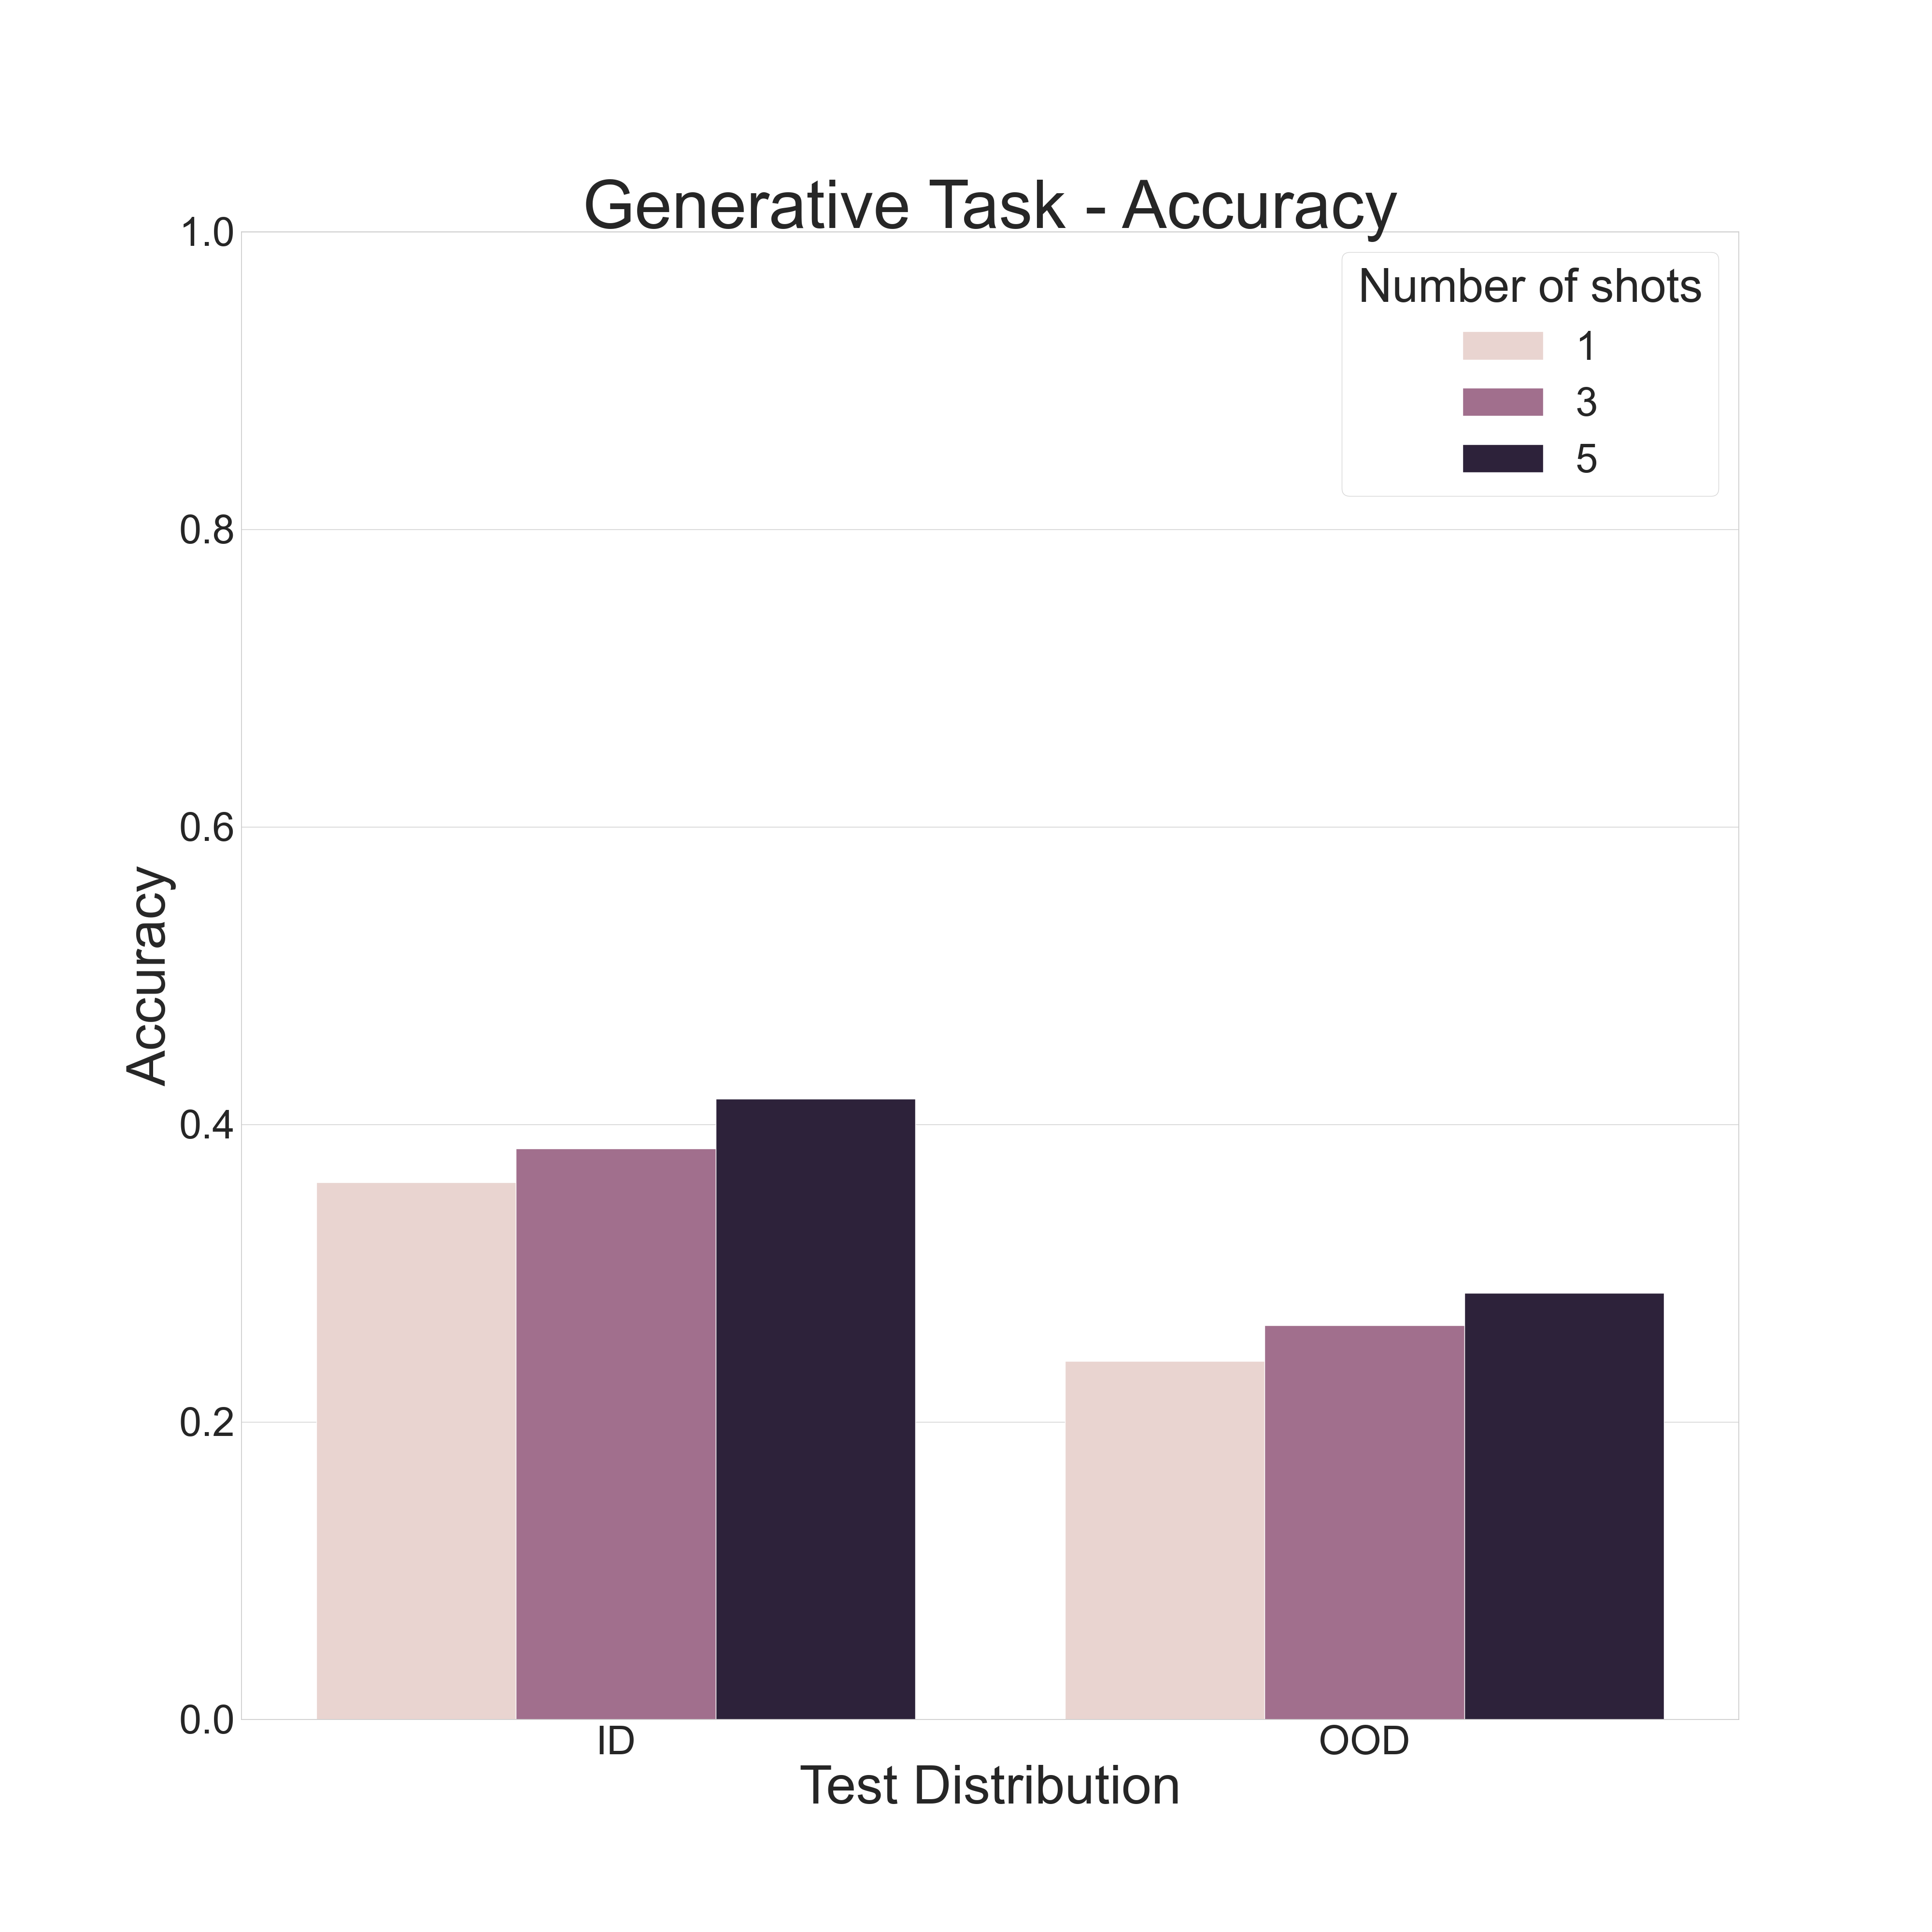 Generative Task - Accuracy
Number of shots
1
3
5
1.0
0.8
0.6
0.4
0.2
0.0
Accuracy
ID
OOD
Test Distribution